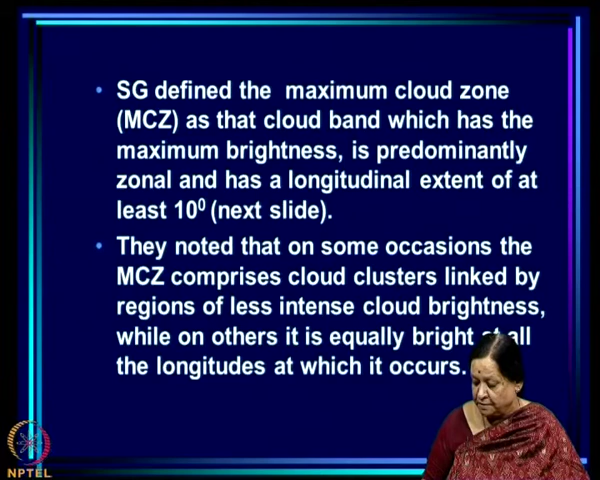 • SG defined the maximum cloud zone
(MCZ) as that cloud band which has the
maximum brightness, is predominantly
zonal and has a longitudinal extent of at
least 10⁰ (next slide).
• They noted that on some occasions the
MCZ comprises cloud clusters linked by
regions of less intense cloud brightness,
while on others it is equally bright at all
the longitudes at which it occurs.
NPTEL